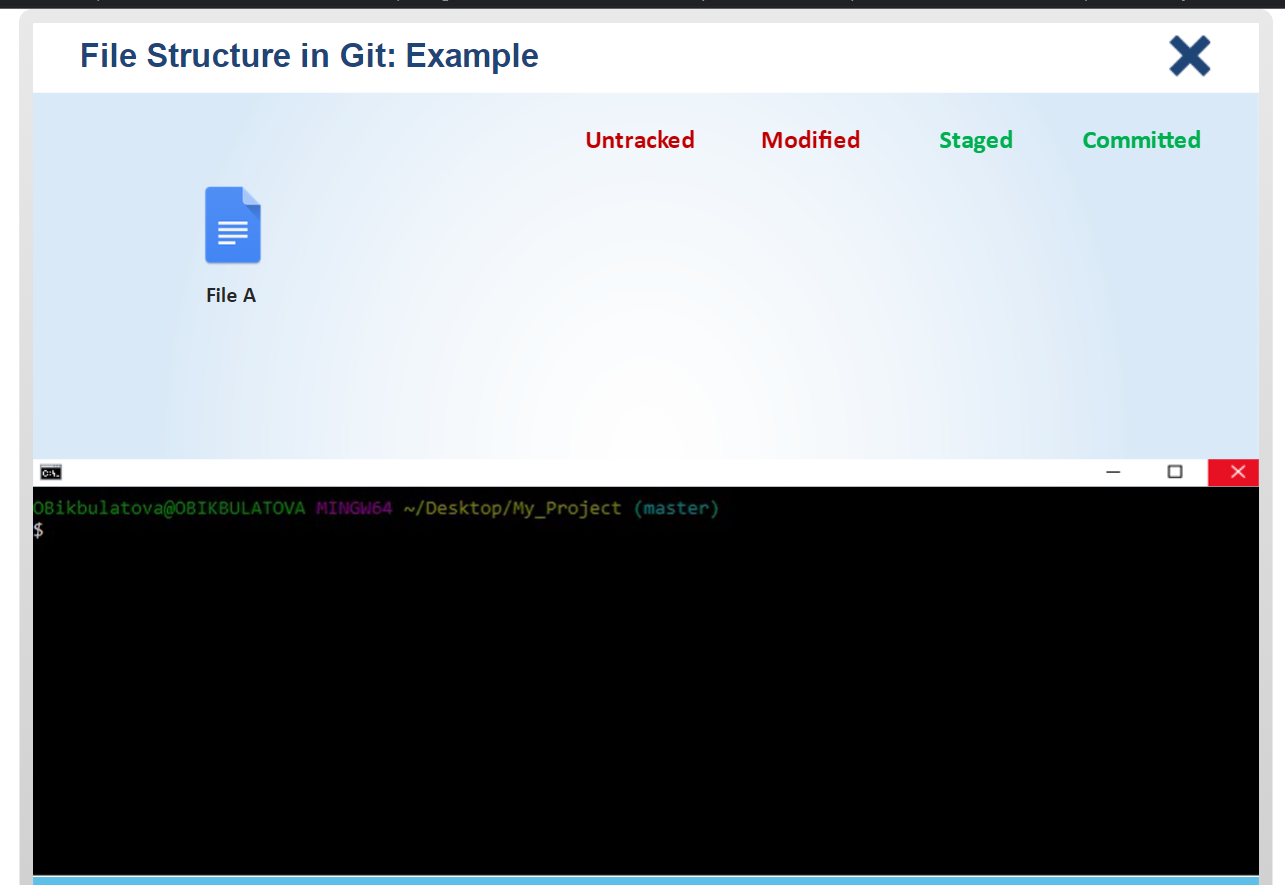 File Structure in Git: Example
Untracked Modified Staged Committed
File A
C:\.
OBikbulatova@OBIKBULATOVA MINGW64 ~/Desktop/My_Project (master)
$